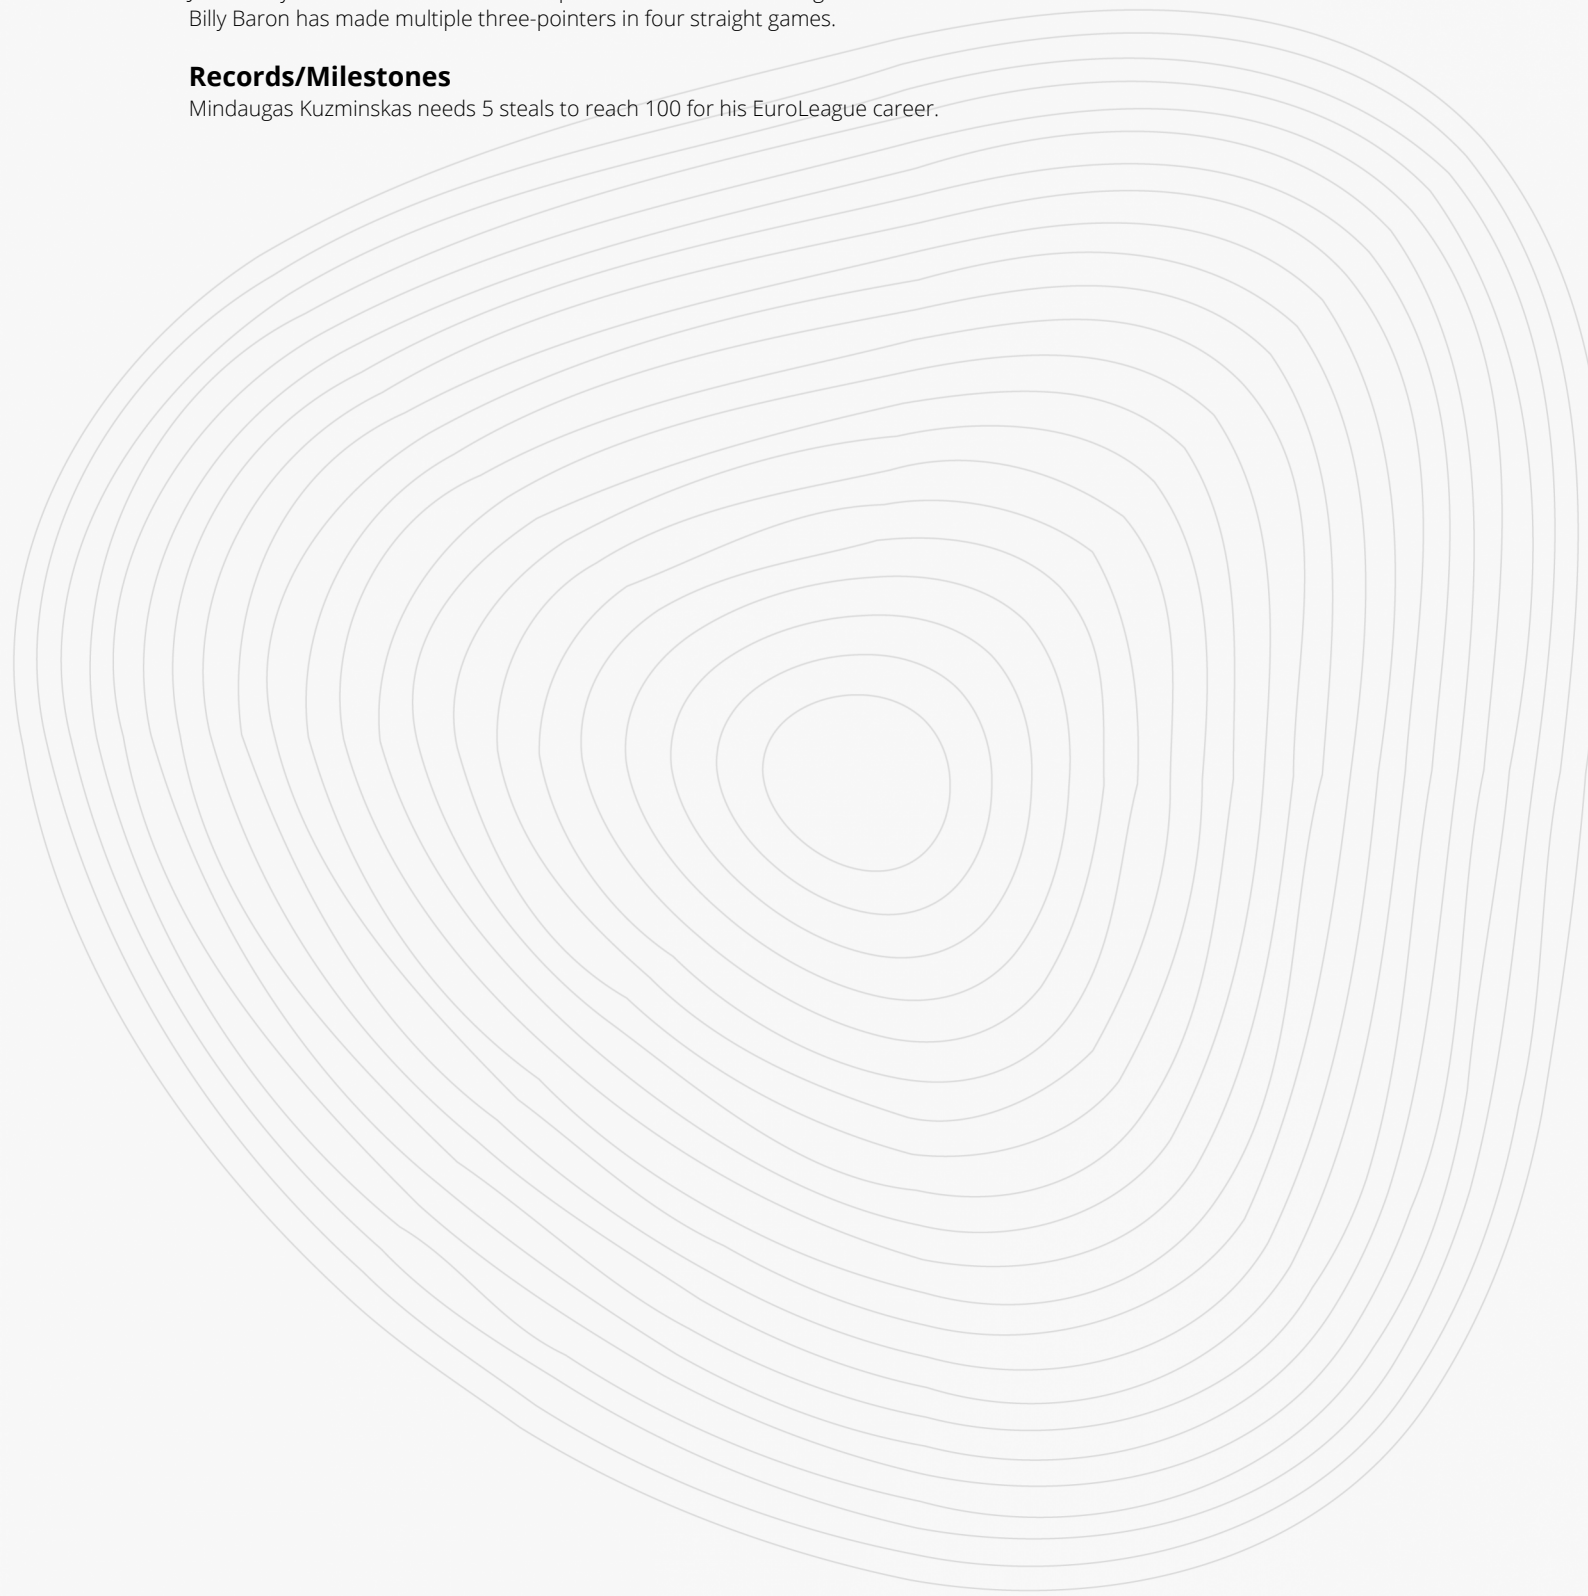 Billy Baron has made multiple three-pointers in four straight games.
Records/Milestones
Mindaugas Kuzminskas needs 5 steals to reach 100 for his EuroLeague career.